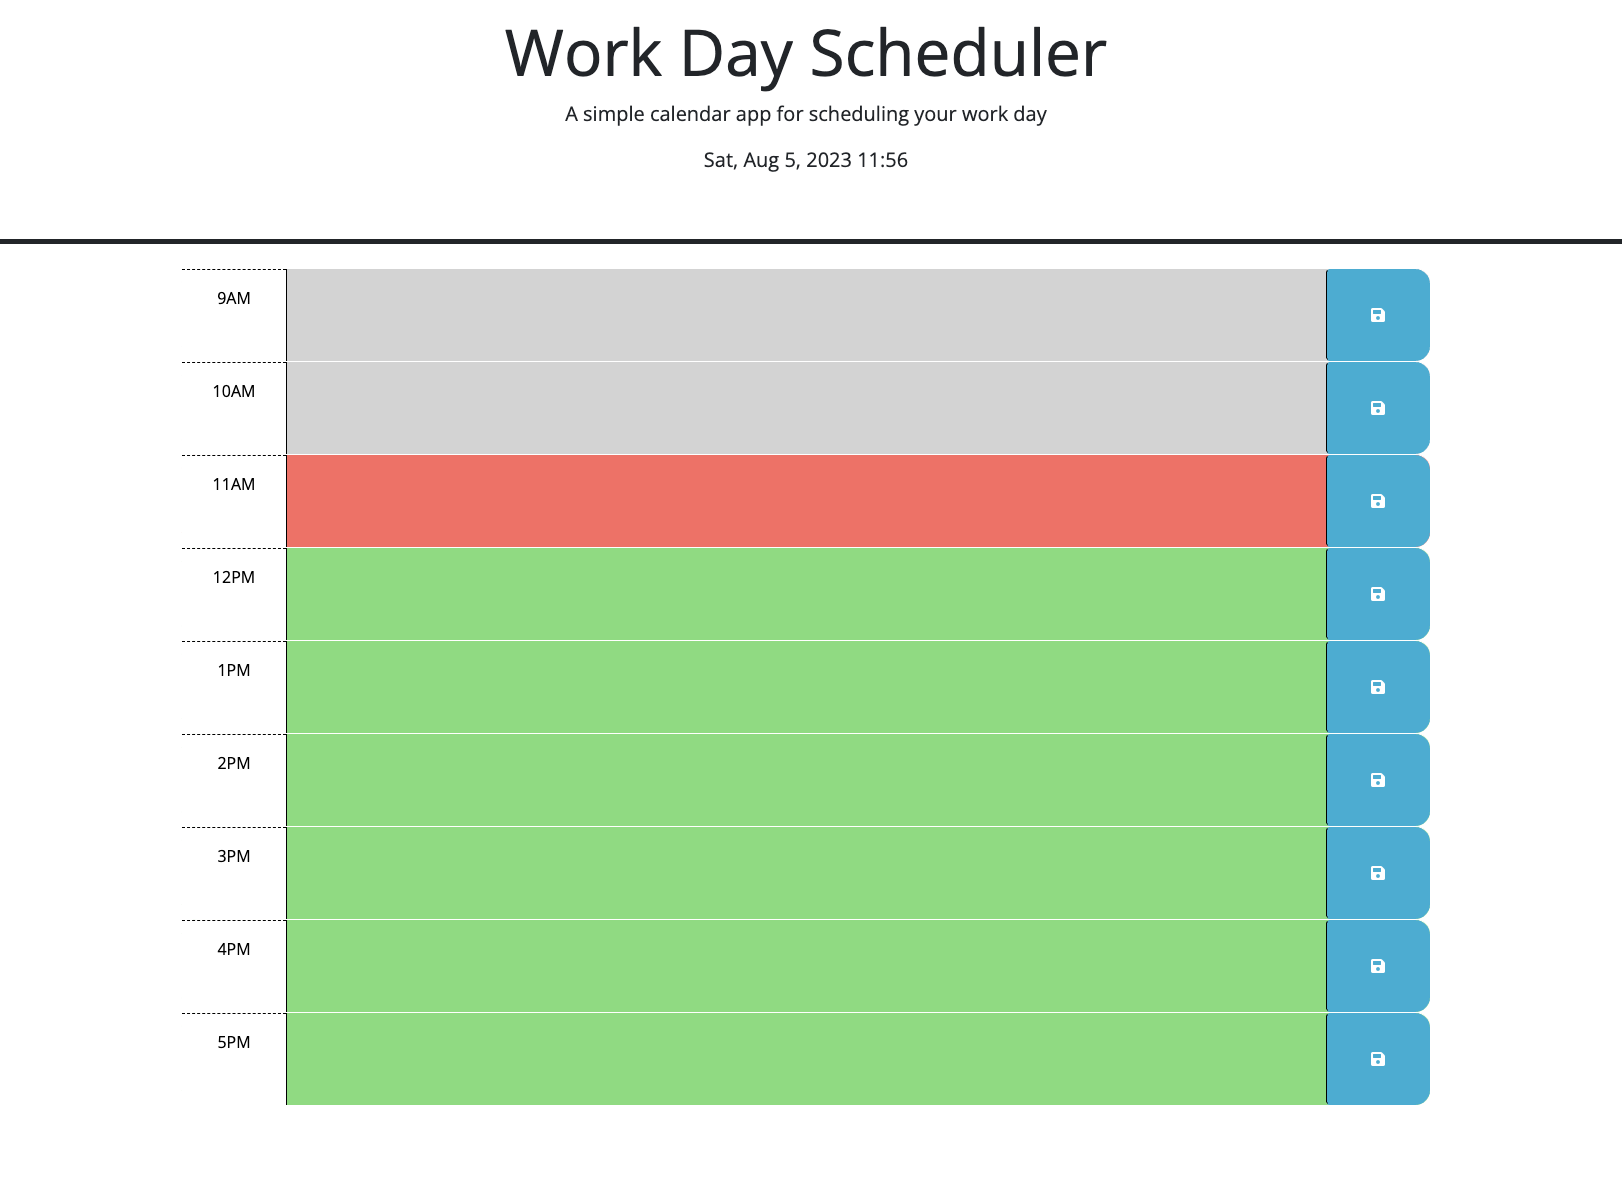 Work Day Scheduler
A simple calendar app for scheduling your work day
Sat, Aug 5, 2023 11:56
9AM
10AM
11AM
12PM
1PM
2PM
3PM
4PM
5PM